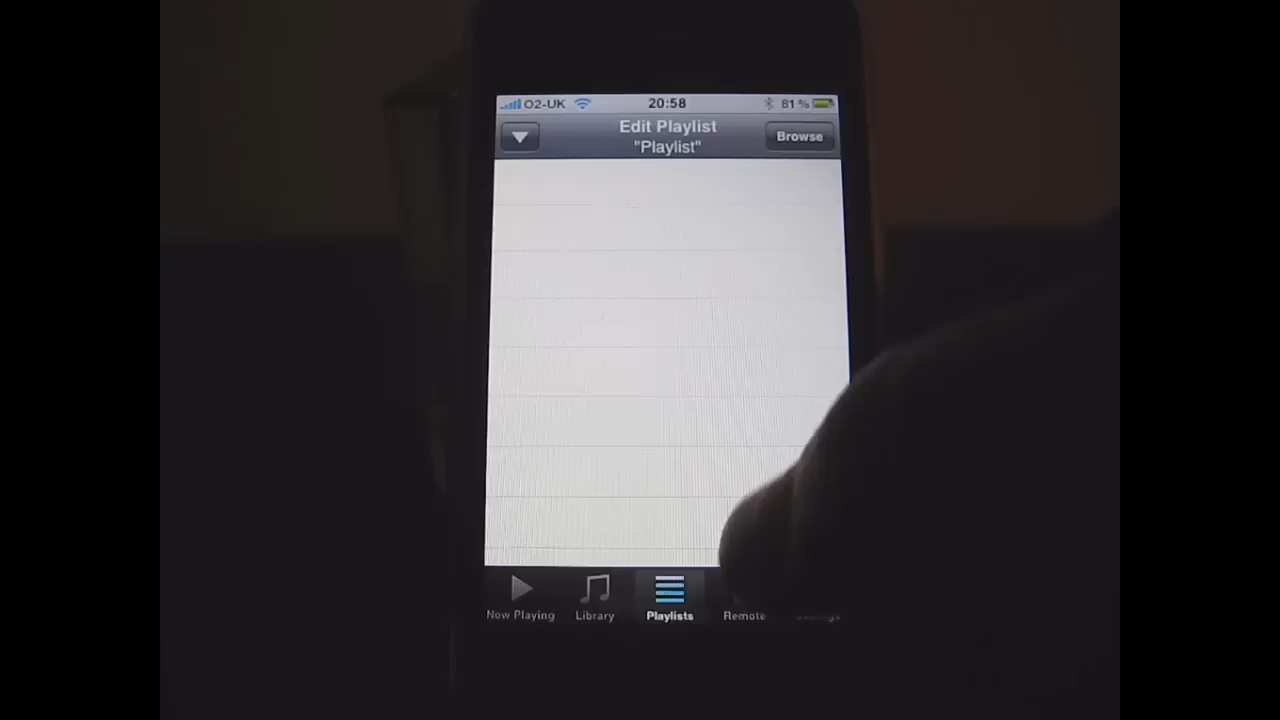 O2-UK 20:58 81%
Edit Playlist
"Playlist"
Browse
Now Playing Library Playlists Remote